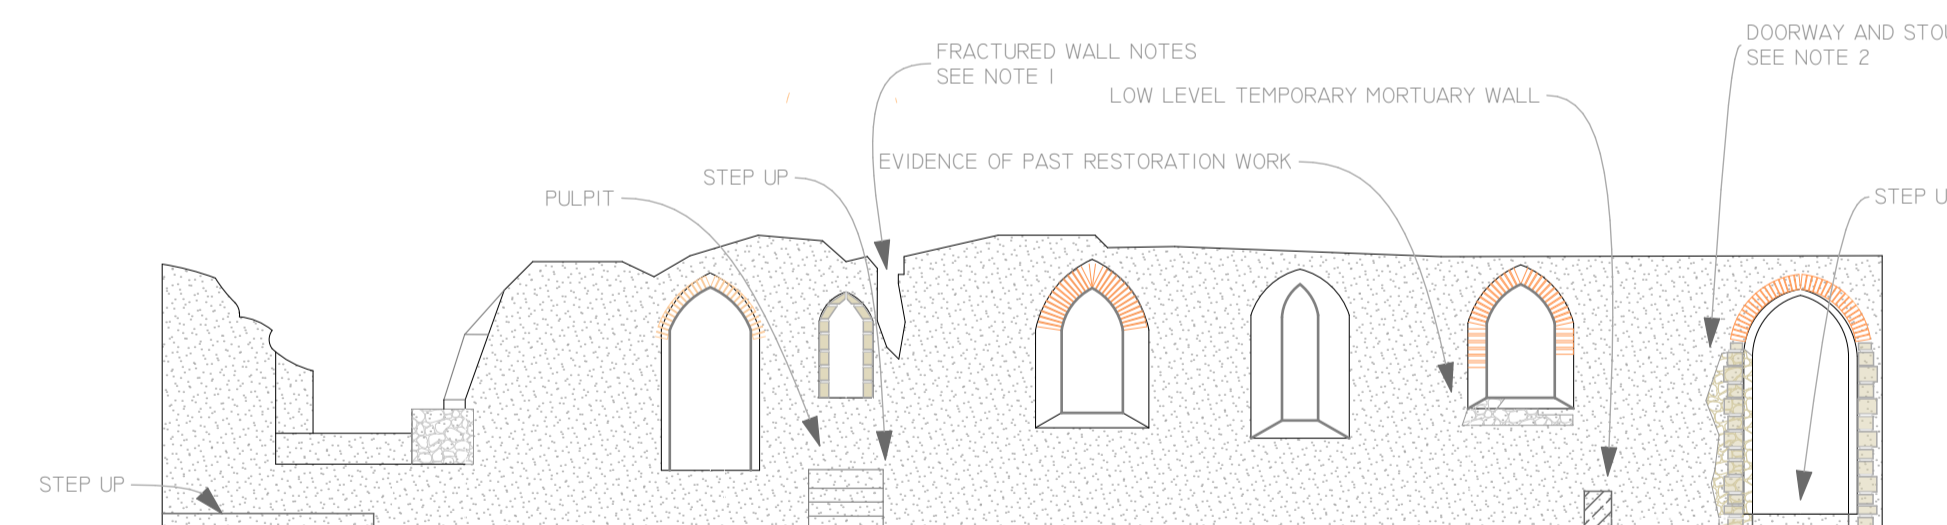 DOORWAY AND
SEE NOTE 2
FRACTURED WALL NOTES
SEE NOTE 1
LOW LEVEL TEMPORARY MORTUARY WALL
EVIDENCE OF PAST RESTORATION WORK
STEP UP
PULPIT
STEP
STEP UP